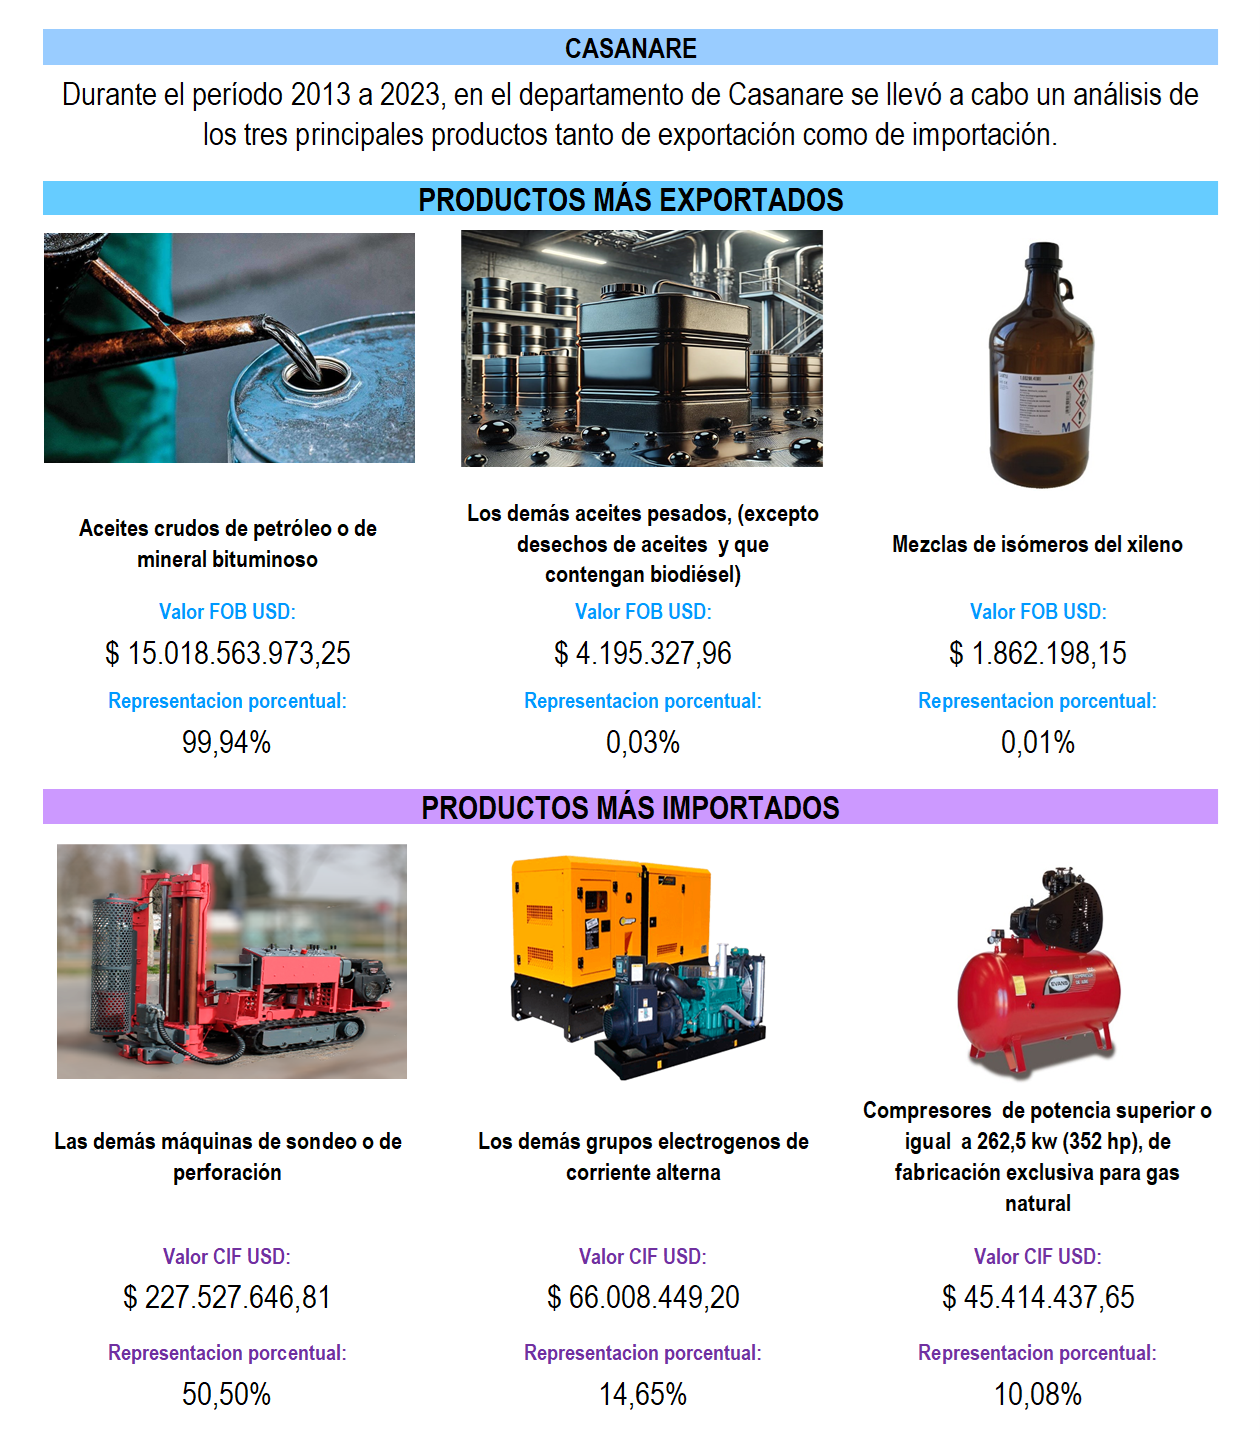 CASANARE
Durante el período 2013 a 2023, en el departamento de Casanare se llevó a cabo un análisis de
los tres principales productos tanto de exportación como de importación.
PRODUCTOS MÁS EXPORTADOS
Aceites crudos de petróleo o de
mineral bituminoso
Valor FOB USD:
$ 15.018.563.973,25
Representacion porcentual:
99,94%
Los demás aceites pesados, (excepto
desechos de aceites y que
contengan biodiésel)
Valor FOB USD:
$ 4.195.327,96
Representacion porcentual:
0,03%
M
Mezclas de isómeros del xileno
Valor FOB USD:
$ 1.862.198,15
Representacion porcentual:
0,01%
PRODUCTOS MÁS IMPORTADOS
Las demás máquinas de sondeo o de
perforación
Valor CIF USD:
$ 227.527.646,81
Representacion porcentual:
50,50%
Los demás grupos electrogenos de
corriente alterna
Valor CIF USD:
$ 66.008.449,20
Representacion porcentual:
14,65%
EVANS
Compresores de potencia superior o
igual a 262,5 kw (352 hp), de
fabricación exclusiva para gas
natural
Valor CIF USD:
$ 45.414.437,65
Representacion porcentual:
10,08%